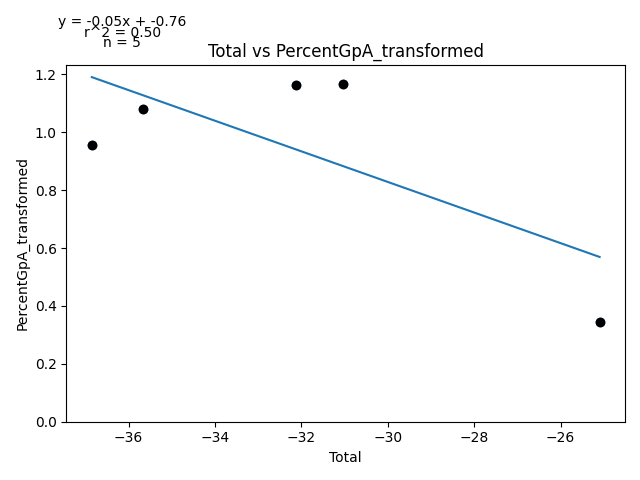 y = -0.05x + -0.76
r^2 = 0.50
n = 5
Total vs PercentGpA_transformed
PercentGpA_transformed
1.2
1.0
0.8
0.6
0.4
0.2
0.0
−36 −34 −32 −30 −28 −26
Total